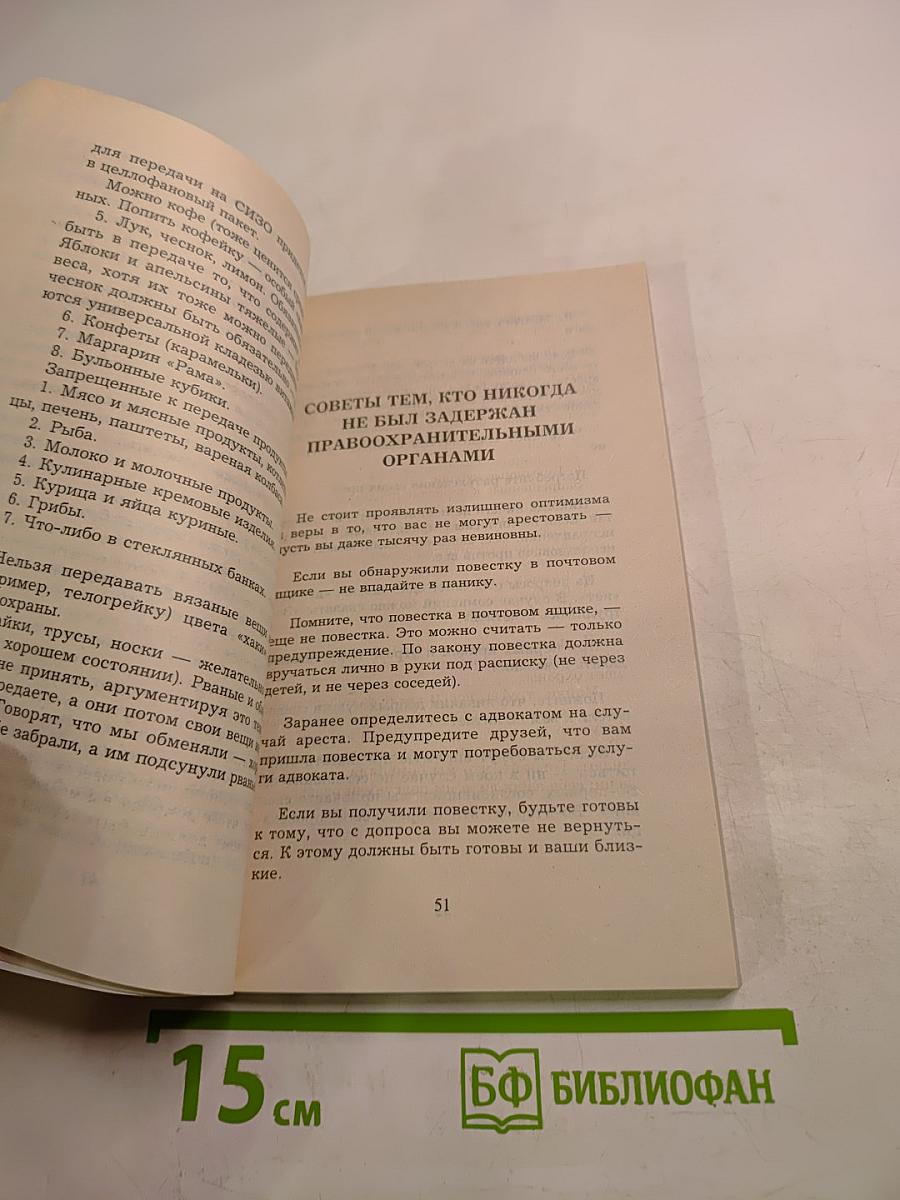 для передачи на СИЗО
в целлофановый пакет.
Можно кофе (тоже ценится
ных. Попить кофейку — особый
5. Лук, чеснок, лимон.
быть в передаче то, что
Яблоки и апельсины тяжелые —
веса, хотя их тоже можно
чеснок должны быть обязательно
ются универсальной кладезью
6. Конфеты (карамельки).
7. Маргарин «Рама».
8. Бульонные кубики.
Запрещенные к передаче
1. Мясо и мясные продукты,
цы, печень, паштеты, вареная
2. Рыба.
3. Молоко и молочные продукты.
4. Кулинарные кремовые изделия.
5. Курица и яйца куриные.
6. Грибы.
7. Что-либо в стеклянных банках.
Нельзя передавать вязаные вещи
ример, телогрейку) цвета «хаки»
охраны.
айки, трусы, носки — желательно
хорошем состоянии). Рваные и
не принять, аргументируя это
редаете, а они потом свои вещи
Говорят, что мы обменяли —
е забрали, а им подсунули
СОВЕТЫ ТЕМ, КТО НИКОГДА
НЕ БЫЛ ЗАДЕРЖАН
ПРАВООХРАНИТЕЛЬНЫМИ
ОРГАНАМИ
Не стоит проявлять излишнего оптимизма
веры в то, что вас не могут арестовать —
усть вы даже тысячу раз невиновны.
Если вы обнаружили повестку в почтовом
ящике — не впадайте в панику.
Помните, что повестка в почтовом ящике, —
еще не повестка. Это можно считать — только
предупреждение. По закону повестка должна
вручаться лично в руки под расписку (не через
детей, и не через соседей).
Заранее определитесь с адвокатом на слу-
чай ареста. Предупредите друзей, что вам
пришла повестка и могут потребоваться услу-
ги адвоката.
Если вы получили повестку, будьте готовы
к тому, что с допроса вы можете не вернуть-
ся. К этому должны быть готовы и ваши близ-
кие.
51
15 см
БФ БИБЛИОФАН